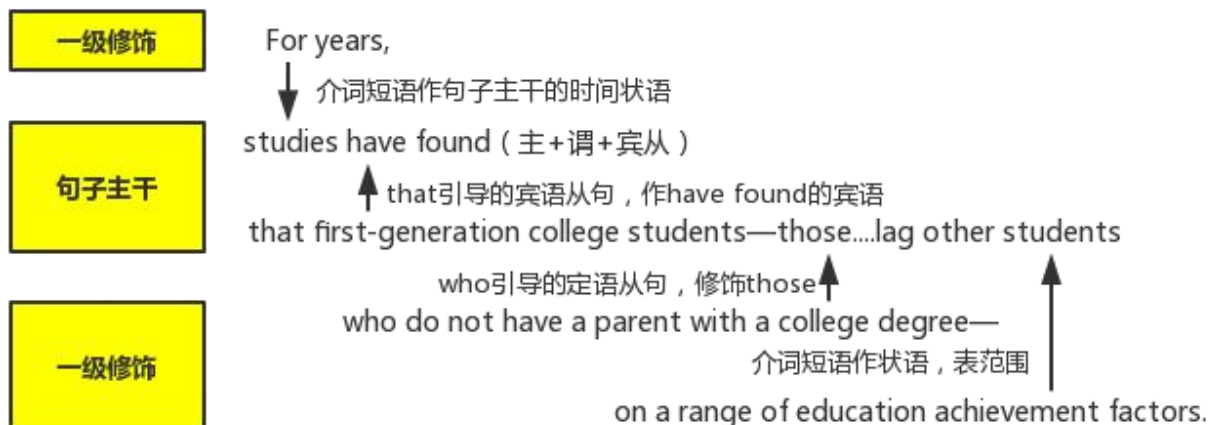 一级修饰
For years,
介词短语作句子主干的时间状语
句子主干
studies have found（主+谓+宾从）
that引导的宾语从句，作have found的宾语
that first-generation college students—those....lag other students
who引导的定语从句，修饰those
一级修饰
who do not have a parent with a college degree—
介词短语作状语，表范围
on a range of education achievement factors.